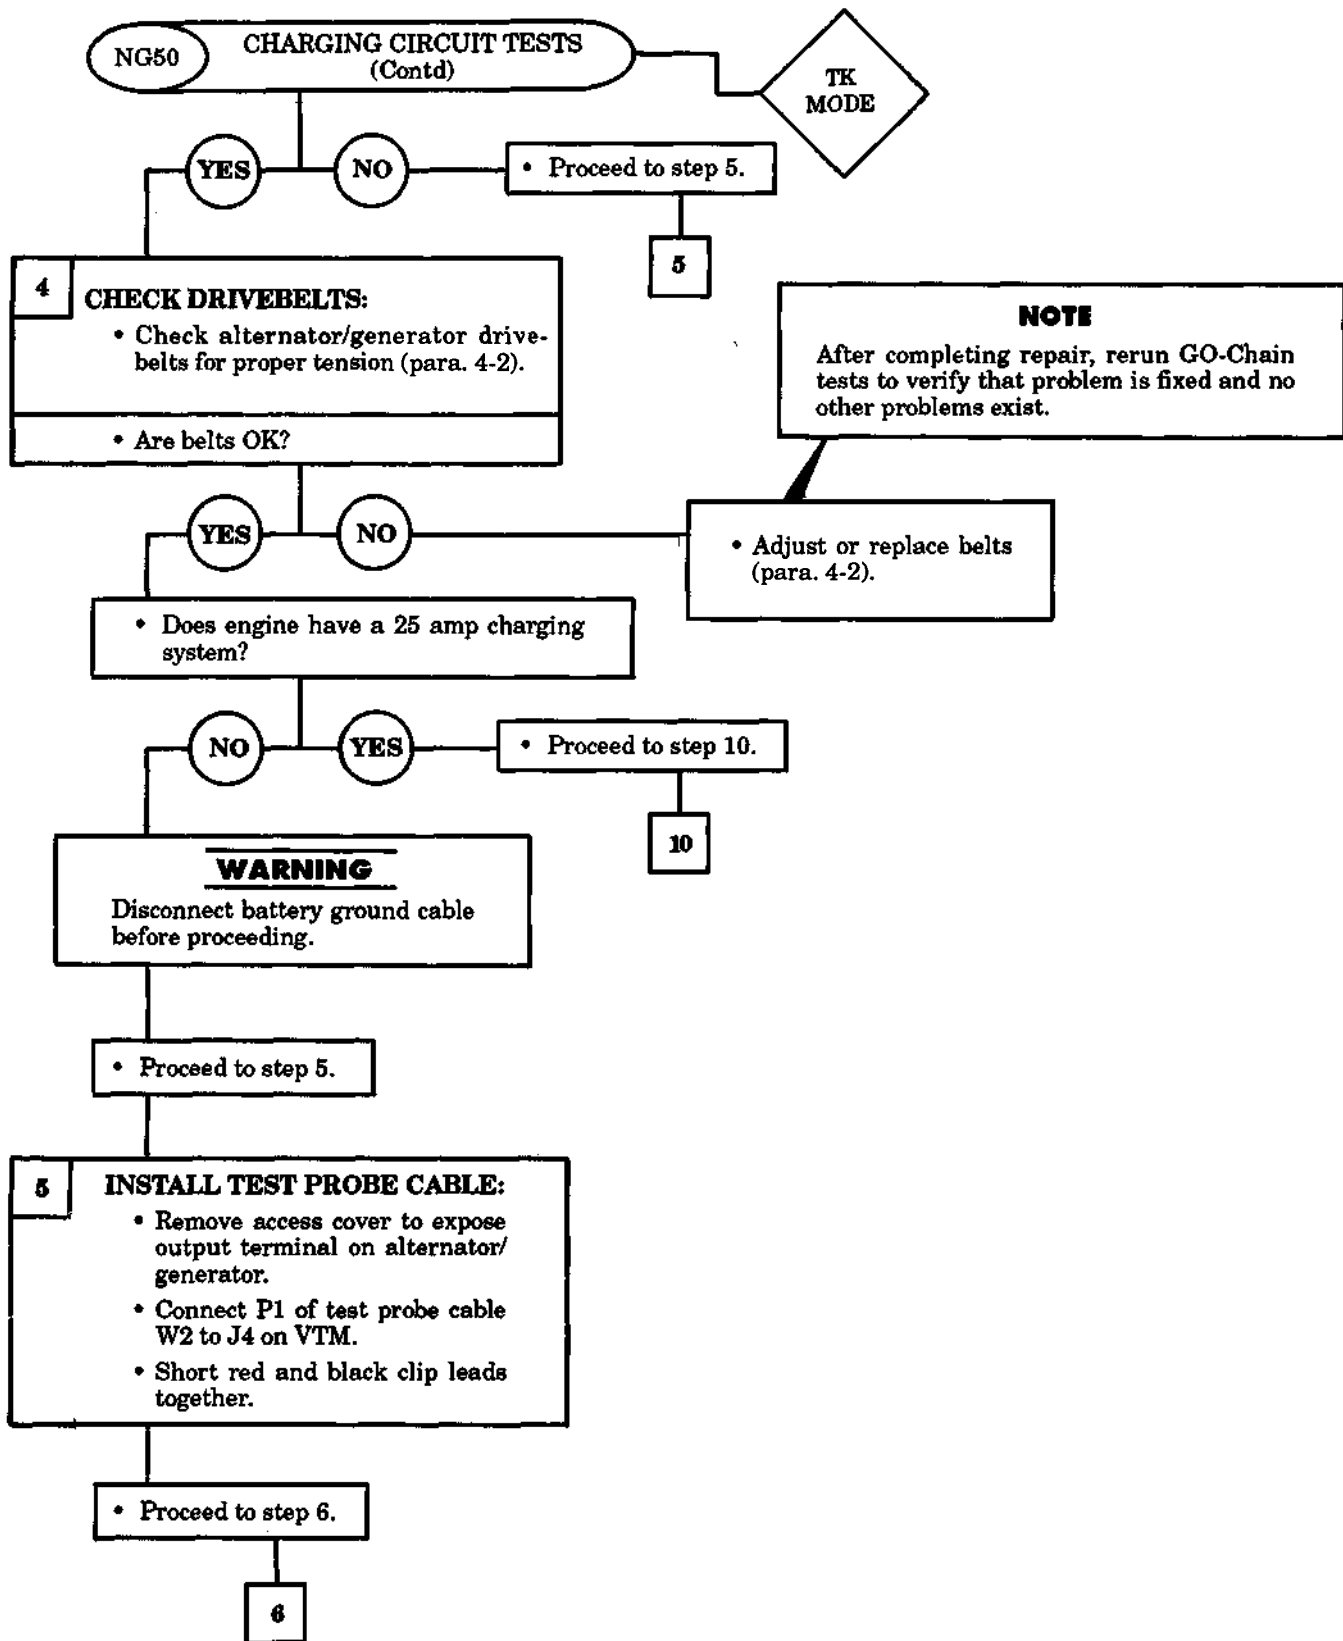 NG50
CHARGING CIRCUIT TESTS
(Contd)
TK
MODE
YES
NO
• Proceed to step 5.
5
4
CHECK DRIVEBELTS:
• Check alternator/generator drive-
belts for proper tension (para. 4-2).
• Are belts OK?
NOTE
After completing repair, rerun GO-Chain
tests to verify that problem is fixed and no
other problems exist.
YES
NO
• Adjust or replace belts
(para. 4-2).
• Does engine have a 25 amp charging
system?
NO
YES
• Proceed to step 10.
10
WARNING
Disconnect battery ground cable
before proceeding.
• Proceed to step 5.
5
INSTALL TEST PROBE CABLE:
• Remove access cover to expose
output terminal on alternator/
generator.
• Connect P1 of test probe cable
W2 to J4 on VTM.
• Short red and black clip leads
together.
• Proceed to step 6.
6